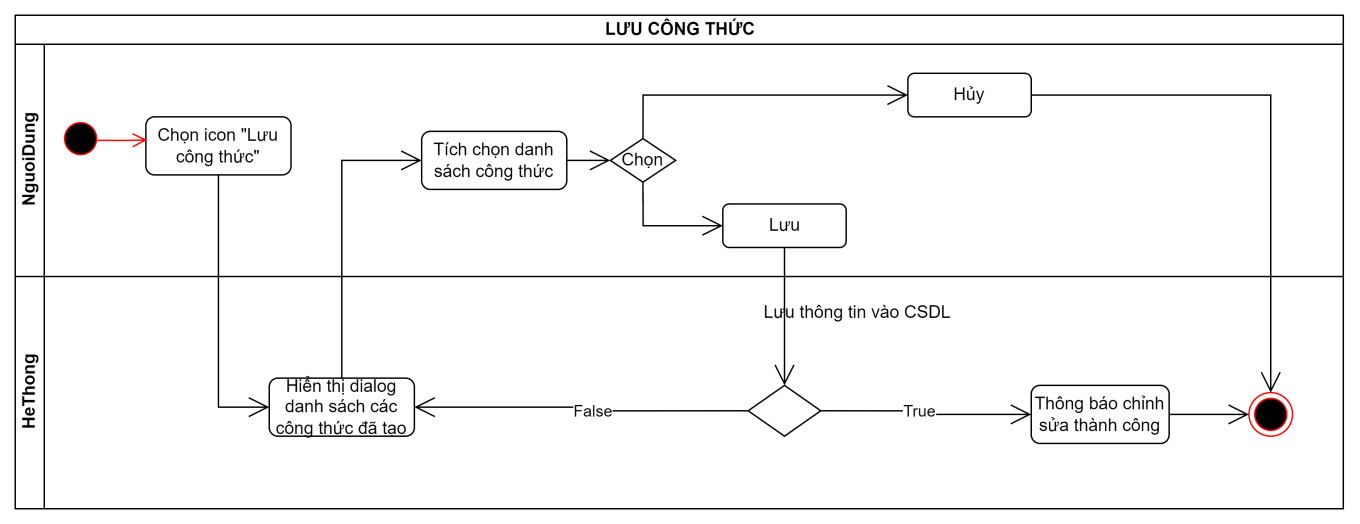 LƯU CÔNG THỨC
NguoiDung
Chọn icon "Lưu
công thức"
Tích chọn danh
sách công thức
Chọn
Hủy
Lưu
HeThong
Lưu thông tin vào CSDL
Hiển thị dialog
danh sách các
công thức đã tạo
False
True
Thông báo chỉnh
sửa thành công